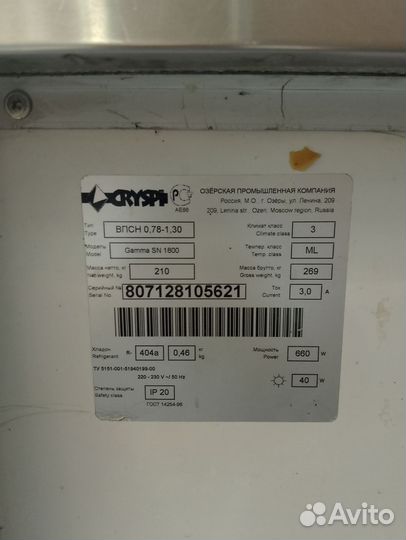 CRYSPI
РС
АЕ88
ОЗЁРСКАЯ ПРОМЫШЛЕННАЯ КОМПАНИЯ
Россия, М.О., г. Озёры, ул. Ленина, 209
209, Lenina str., Ozeri, Moscow region, Russia
Тип Type ВПСН 0,78-1,30 Климат.класс Climate class 3
Модель Model Gamma SN 1600 Темпер. класс Temp. class ML
Масса нетто, кг Net weight, kg 210 Масса брутто, кг Gross weight, kg 269
Серийный № Serial No. 807128105621 Ток Current 3,0 A
Хладон Refrigerant R- 404a 0,46 кг kg Мощность Power 660 W
ТУ 5151-001-51940199-00
220 - 230 V ~/ 50 Hz
40 W
Степень защиты Safety class IP 20
ГОСТ 14254-96
Avito